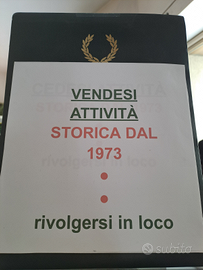 VENDESI
ATTIVITÀ
STORICA DAL
1973
rivolgersi in loco
subito